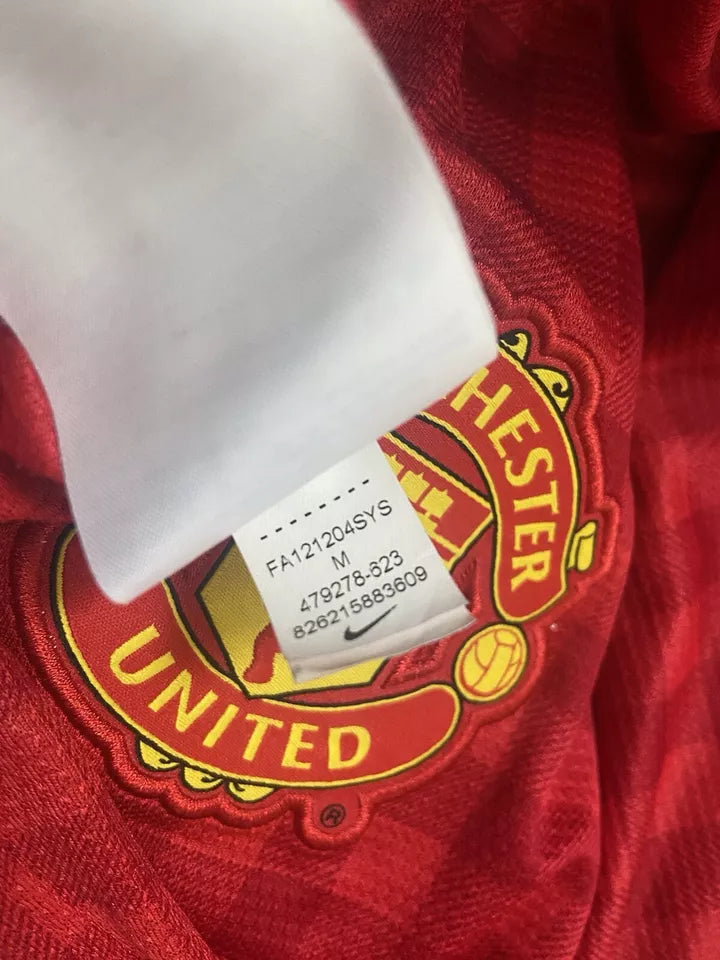 HESTER
--------
FA121204SYS
M
479278-623
826215883609
UNITED
®